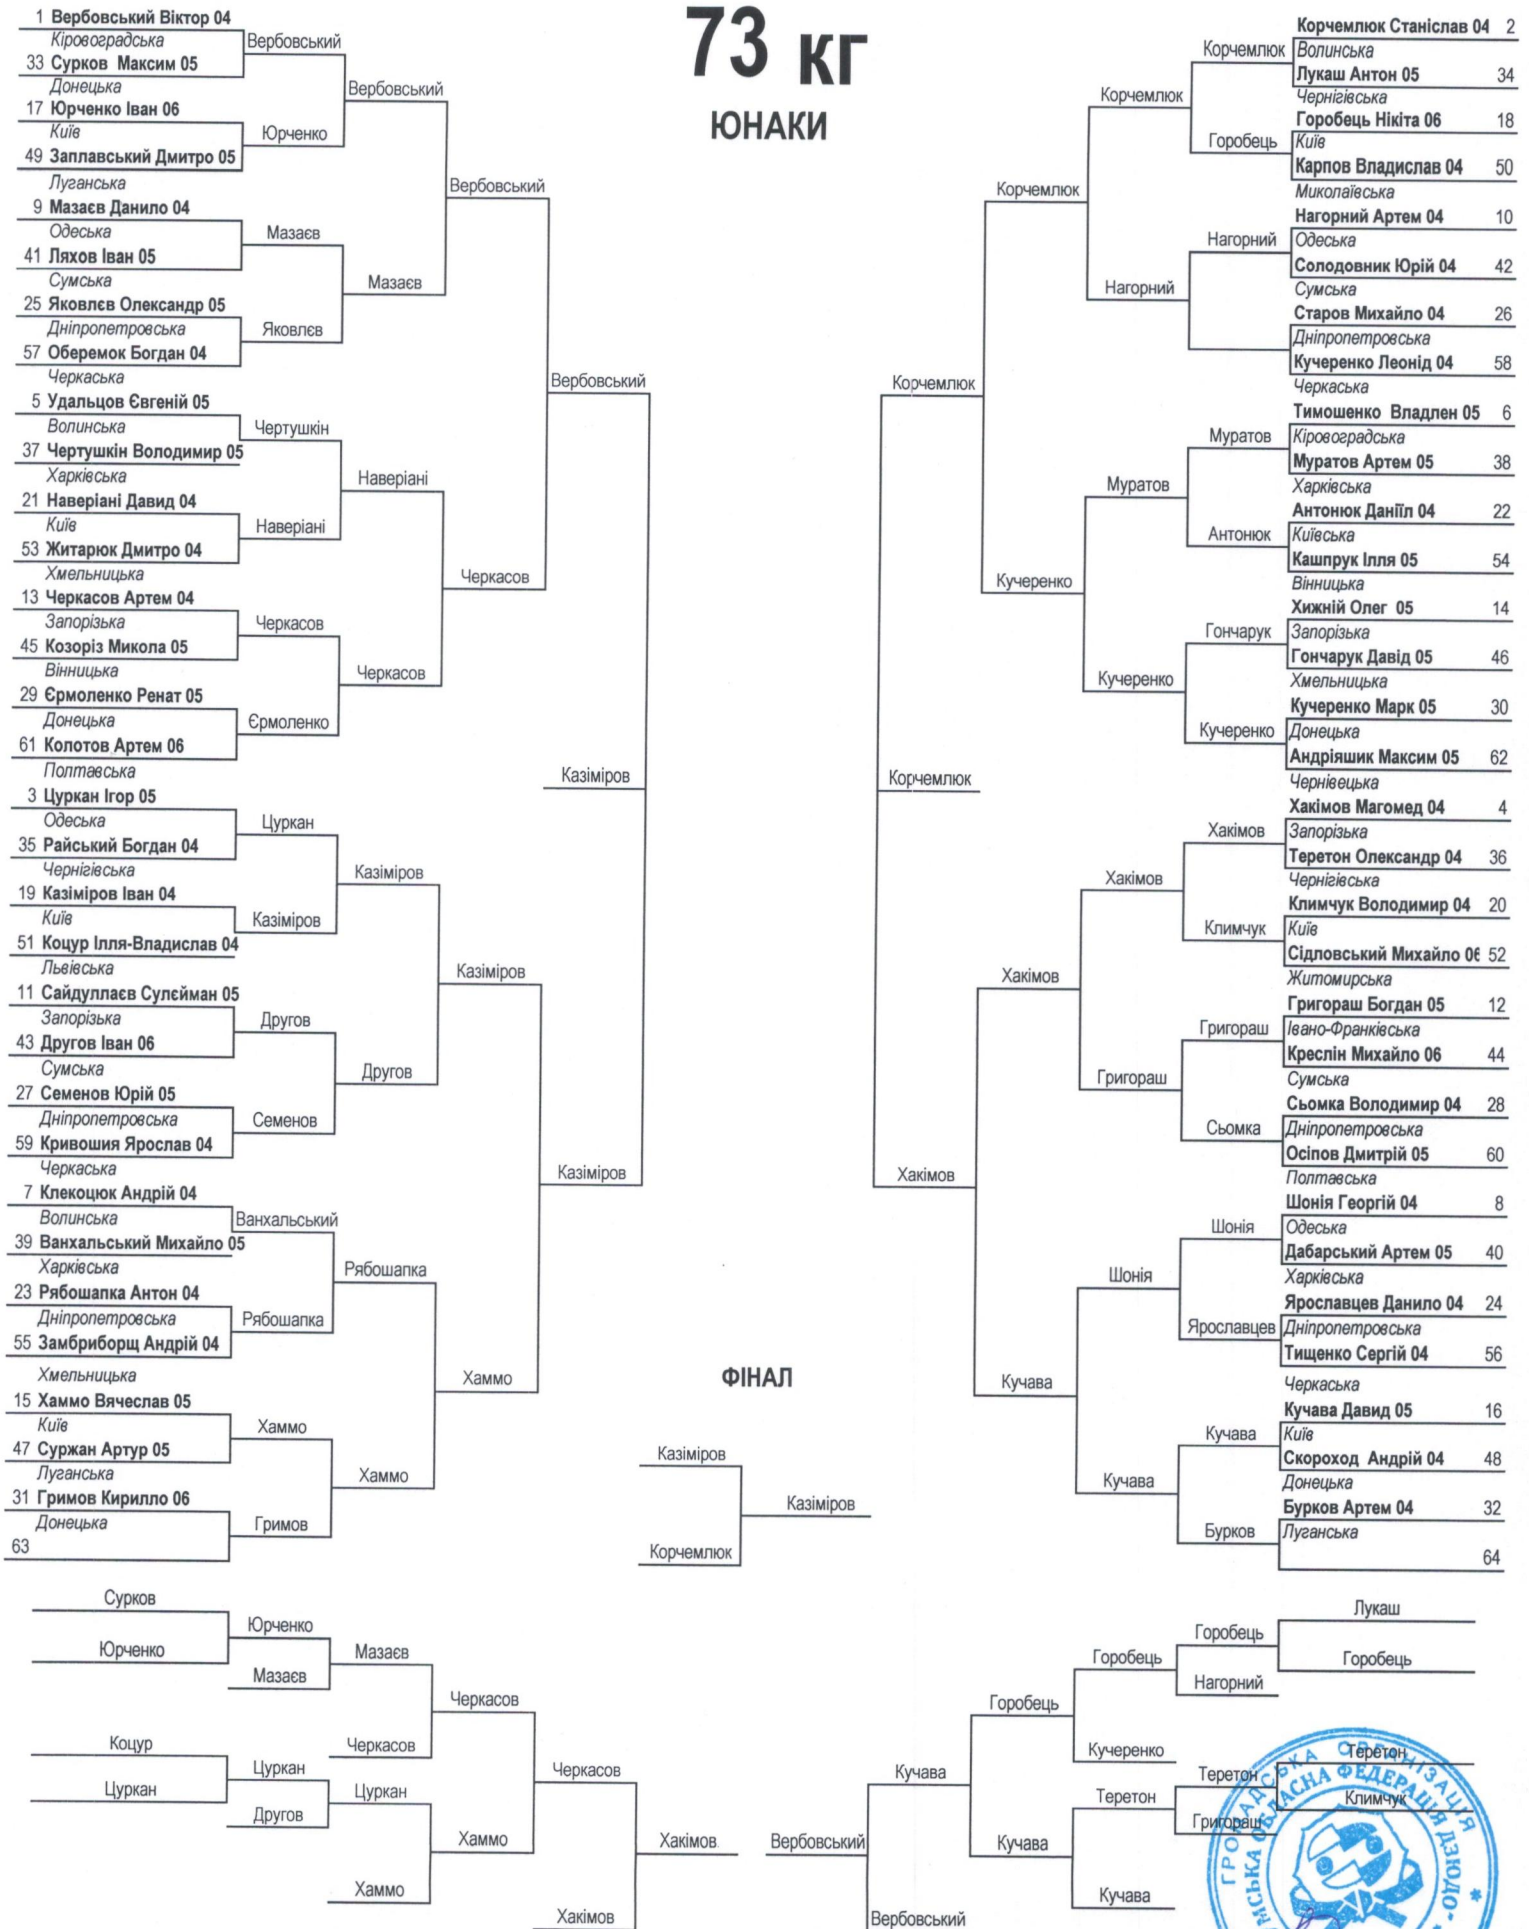 73 кг
ЮНАКИ
1 Вербовський Віктор 04
Кіровоградська
33 Сурков Максим 05
Донецька
17 Юрченко Іван 06
Київ
49 Заплавський Дмитро 05
Луганська
9 Мазаєв Данило 04
Одеська
41 Ляхов Іван 05
Сумська
25 Яковлєв Олександр 05
Дніпропетровська
57 Оберемок Богдан 04
Черкаська
5 Удальцов Євгеній 05
Волинська
37 Чертушкін Володимир 05
Харківська
21 Наверіані Давид 04
Київ
53 Житарюк Дмитро 04
Хмельницька
13 Черкасов Артем 04
Запорізька
45 Козоріз Микола 05
Вінницька
29 Єрмоленко Ренат 05
Донецька
61 Колотов Артем 06
Полтавська
3 Цуркан Ігор 05
Одеська
35 Райський Богдан 04
Чернігівська
19 Казіміров Іван 04
Київ
51 Коцур Ілля-Владислав 04
Львівська
11 Сайдуллаєв Сулєйман 05
Запорізька
43 Другов Іван 06
Сумська
27 Семенов Юрій 05
Дніпропетровська
59 Кривошия Ярослав 04
Черкаська
7 Клекоцюк Андрій 04
Волинська
39 Ванхальський Михайло 05
Харківська
23 Рябошапка Антон 04
Дніпропетровська
55 Замбриборщ Андрій 04
Хмельницька
15 Хаммо Вячеслав 05
Київ
47 Суржан Артур 05
Луганська
31 Гримов Кирилло 06
Донецька
63
Вербовський
Юрченко
Мазаєв
Яковлєв
Чертушкін
Наверіані
Черкасов
Єрмоленко
Цуркан
Казіміров
Другов
Семенов
Ванхальський
Рябошапка
Хаммо
Гримов
Вербовський
Мазаєв
Наверіані
Черкасов
Казіміров
Другов
Рябошапка
Хаммо
Вербовський
Черкасов
Казіміров
Хаммо
Вербовський
Казіміров
Казіміров
Корчемлюк Станіслав 04 2
Волинська
Лукаш Антон 05 34
Чернігівська
Горобець Нікіта 06 18
Київ
Карпов Владислав 04 50
Миколаївська
Нагорний Артем 04 10
Одеська
Солодовник Юрій 04 42
Сумська
Старов Михайло 04 26
Дніпропетровська
Кучеренко Леонід 04 58
Черкаська
Тимошенко Владлен 05 6
Кіровоградська
Муратов Артем 05 38
Харківська
Антонюк Данііл 04 22
Київська
Кашпрук Ілля 05 54
Вінницька
Хижній Олег 05 14
Запорізька
Гончарук Давід 05 46
Хмельницька
Кучеренко Марк 05 30
Донецька
Андріяшик Максим 05 62
Чернівецька
Хакімов Магомед 04 4
Запорізька
Теретон Олександр 04 36
Чернігівська
Климчук Володимир 04 20
Київ
Сідловський Михайло 06 52
Житомирська
Григораш Богдан 05 12
Івано-Франківська
Креслін Михайло 06 44
Сумська
Сьомка Володимир 04 28
Дніпропетровська
Осіпов Дмитрій 05 60
Полтавська
Шонія Георгій 04 8
Одеська
Дабарський Артем 05 40
Харківська
Ярославцев Данило 04 24
Дніпропетровська
Тищенко Сергій 04 56
Черкаська
Кучава Давид 05 16
Київ
Скороход Андрій 04 48
Донецька
Бурков Артем 04 32
Луганська
64
Корчемлюк
Горобець
Нагорний
Муратов
Антонюк
Гончарук
Кучеренко
Хакімов
Климчук
Григораш
Сьомка
Шонія
Ярославцев
Кучава
Бурков
Корчемлюк
Нагорний
Муратов
Кучеренко
Хакімов
Григораш
Шонія
Кучава
Корчемлюк
Кучеренко
Хакімов
Кучава
Корчемлюк
Хакімов
Корчемлюк
ФІНАЛ
Казіміров
Казіміров
Корчемлюк
Сурков
Юрченко
Юрченко
Мазаєв
Мазаєв
Черкасов
Черкасов
Коцур
Цуркан
Цуркан
Другов
Цуркан
Хаммо
Хаммо
Черкасов
Хакімов
Хакімов
Лукаш
Горобець
Горобець
Нагорний
Горобець
Кучеренко
Горобець
Теретон
Климчук
Теретон
Григораш
Теретон
Кучава
Кучава
Кучава
Вербовський
Вербовський
ГРОМАДСЬКА ОРГАНІЗАЦІЯ *
ОБЛАСНА ФЕДЕРАЦІЯ ДЗЮДО"